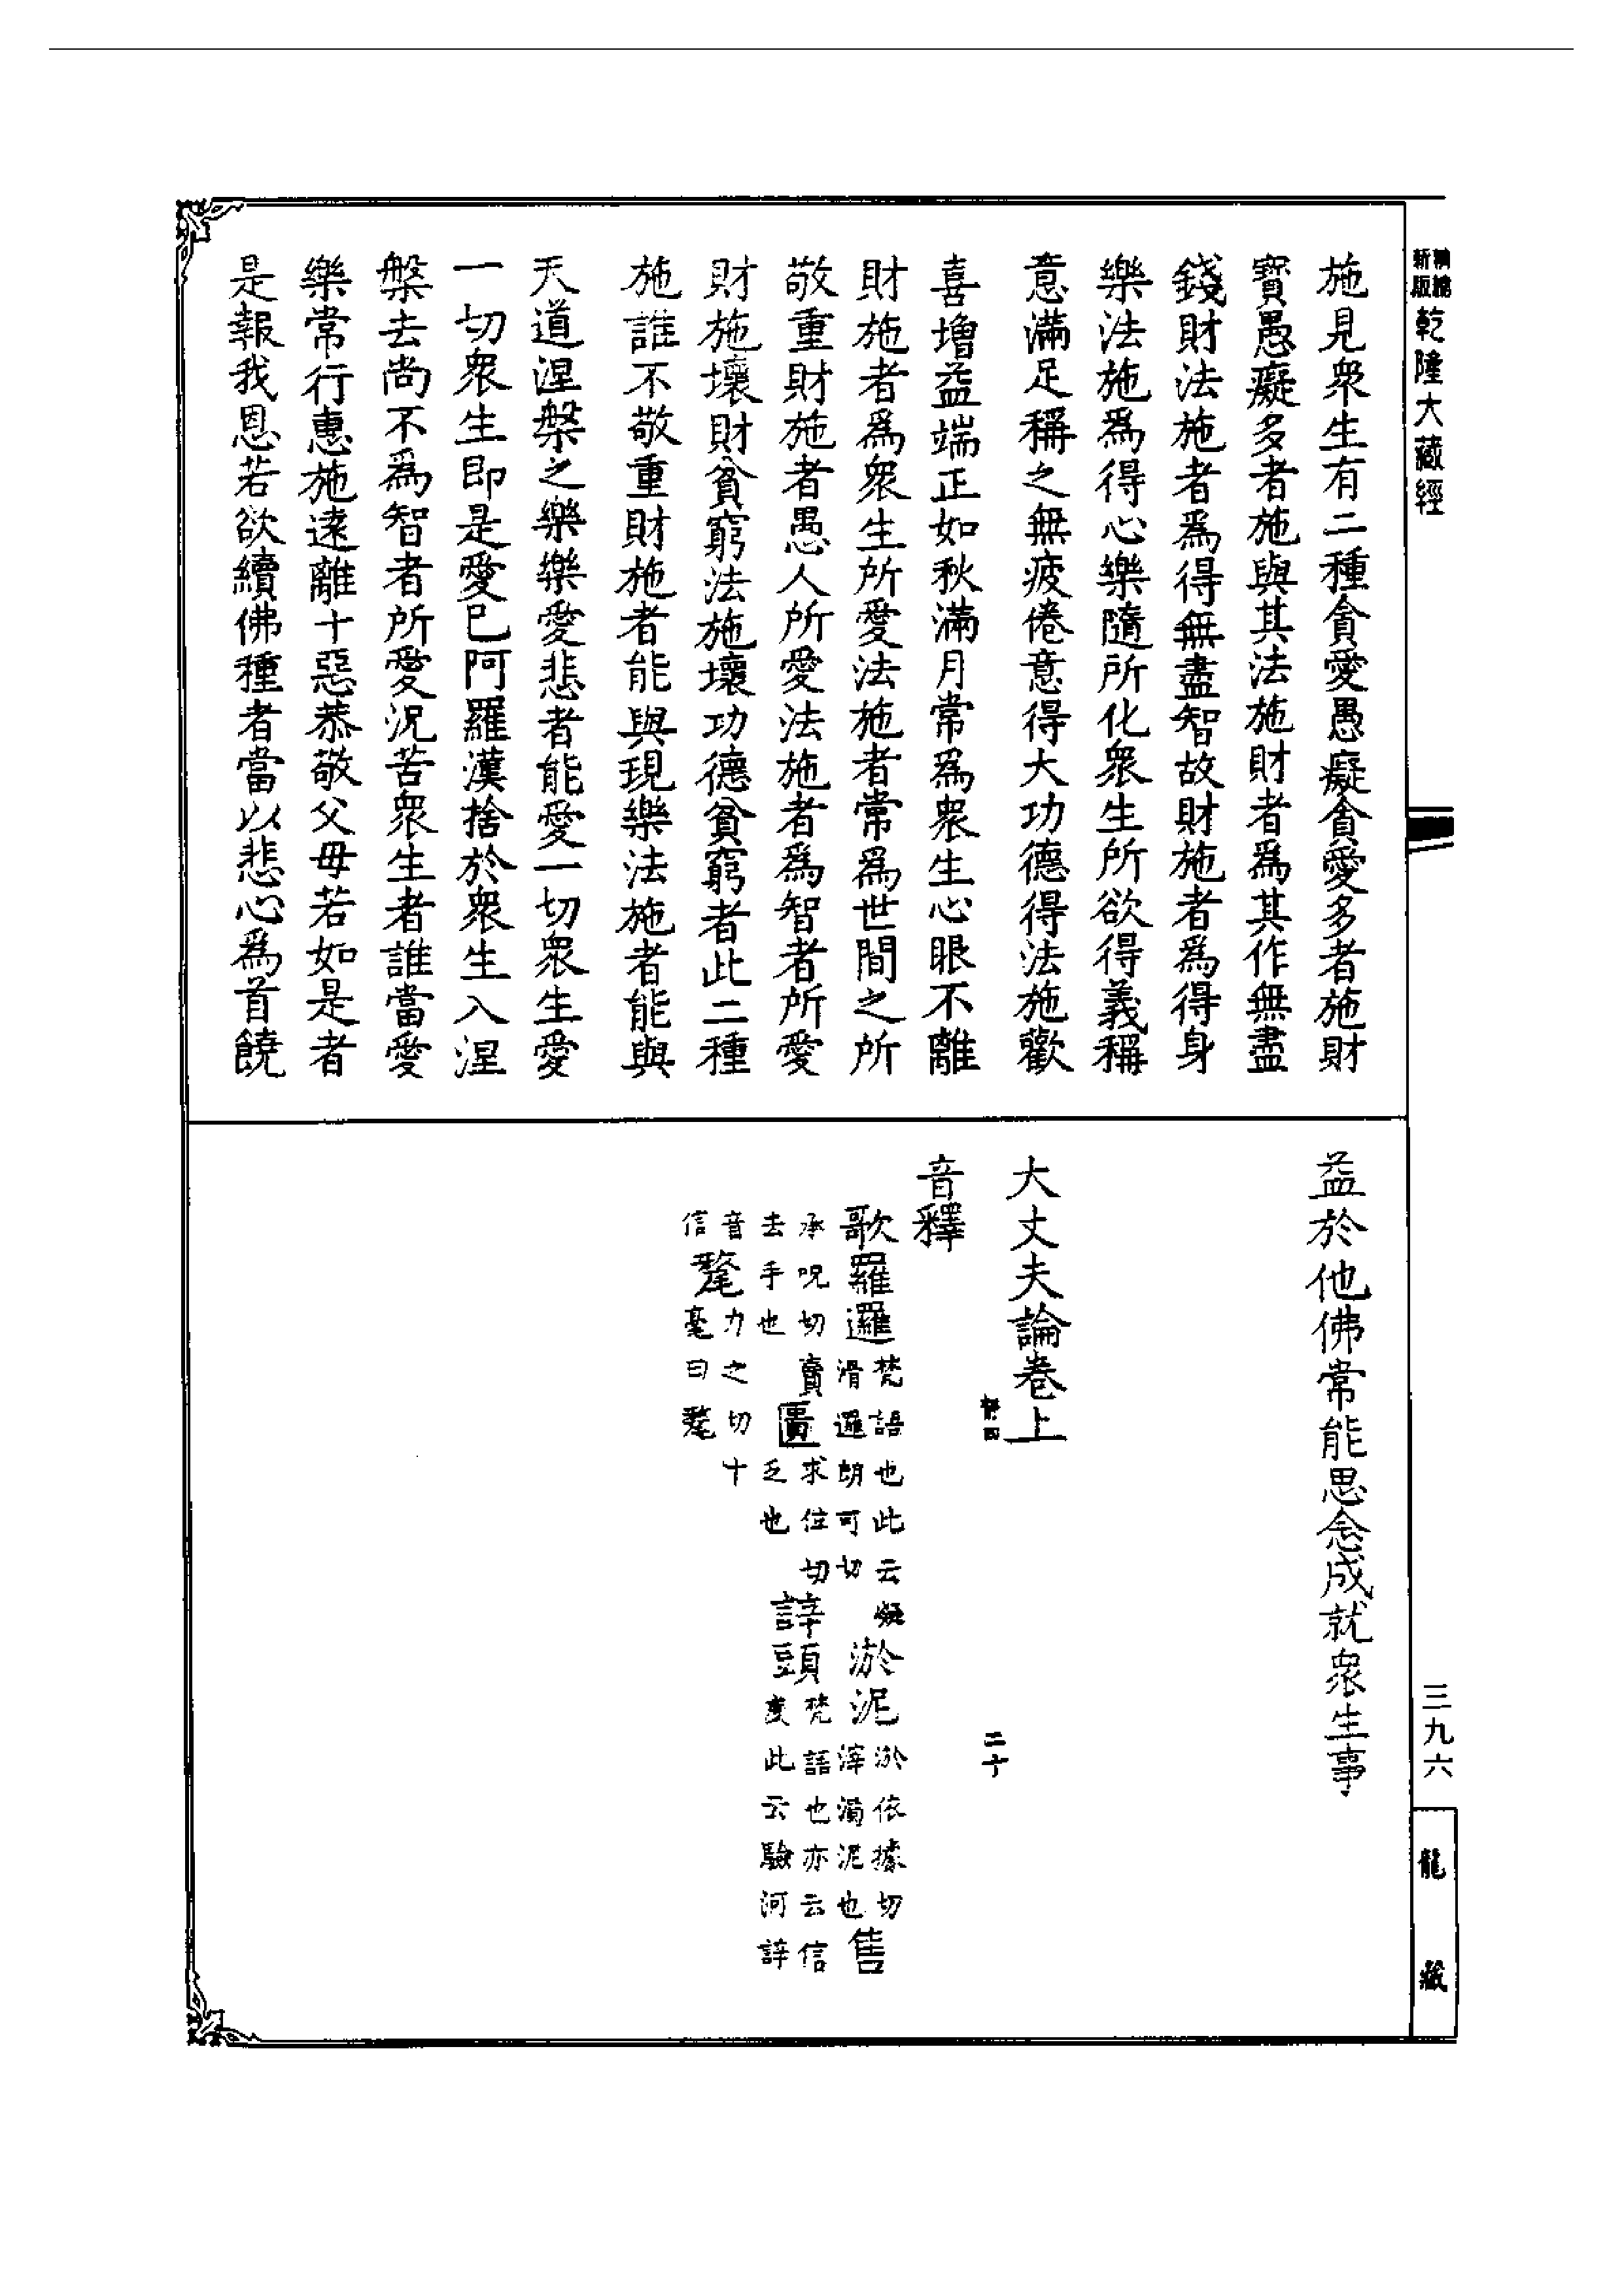 新版
精縮
乾隆大藏經
施見衆生有二種貪愛愚癡貪愛多者施財
寳愚癡多者施與其法施財者爲其作無盡
錢財法施者爲得無盡智故財施者爲得身
樂法施爲得心樂隨所化衆生所欲得義稱
意滿足稱之無疲倦意得大功德得法施歡
喜增益端正如秋滿月常爲衆生心眼不離
財施者爲衆生所愛法施者常爲世間之所
敬重財施者愚人所愛法施者爲智者所愛
財施壞財貧窮法施壞功德貧窮者此二種
施誰不敬重財施者能與現樂法施者能與
天道涅槃之樂樂愛悲者能愛一切衆生愛
一切衆生即是愛已阿羅漢捨於衆生入涅
槃去尚不爲智者所愛況苦衆生者誰當愛
樂常行惠施遠離十惡恭敬父母若如是者
是報我恩若欲續佛種者當以悲心爲首饒
益於他佛常能思念成就衆生事
大丈夫論卷上
二十
音釋
歌羅邏梵語也此云凝滑邏朗可切 淤泥淤依據切滓濁泥也 售
承呪切賣去手也 匱求位切乏也 誶頭梵語也亦云信度此云驗河誶
音信 氂力之切十毫曰氂
三九六
龍藏